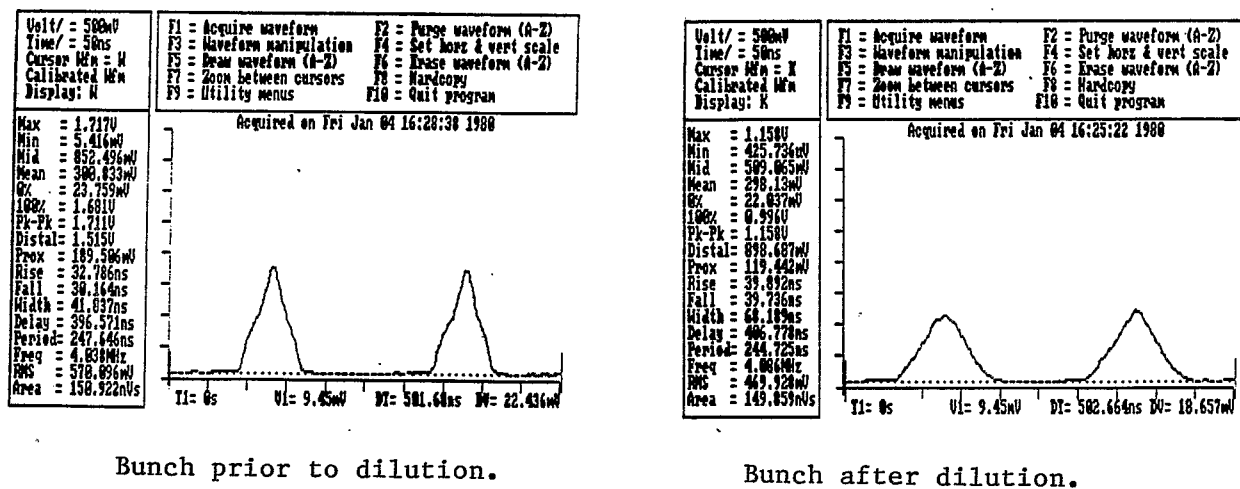 Volt/ = 500mV
Time/ = 50ns
Cursor Wfm = W
Calibrated Wfm
Display: W
F1 = Acquire waveform F2 = Purge waveform (A-Z)
F3 = Waveform manipulation F4 = Set horz & vert scale
F5 = Draw waveform (A-Z) F6 = Erase waveform (A-Z)
F7 = Zoom between cursors F8 = Hardcopy
F9 = Utility menus F10 = Quit program
Acquired on Fri Jan 04 16:28:38 1980
Max = 1.717V
Min = 5.416mV
Mid = 852.496mV
Mean = 300.833mV
0% = 23.759mV
100% = 1.681V
Pk-Pk = 1.711V
Distal= 1.515V
Prox = 189.506mV
Rise = 32.786ns
Fall = 30.164ns
Width = 41.837ns
Delay = 396.571ns
Period= 247.646ns
Freq = 4.038MHz
RMS = 570.096mV
Area = 150.922nVs
T1= 0s V1= 9.45mV DT= 501.60ns DV= 22.436mV
Bunch prior to dilution.
Volt/ = 500mV
Time/ = 50ns
Cursor Wfm = X
Calibrated Wfm
Display: X
F1 = Acquire waveform F2 = Purge waveform (A-Z)
F3 = Waveform manipulation F4 = Set horz & vert scale
F5 = Draw waveform (A-Z) F6 = Erase waveform (A-Z)
F7 = Zoom between cursors F8 = Hardcopy
F9 = Utility menus F10 = Quit program
Acquired on Fri Jan 04 16:25:22 1980
Max = 1.158V
Min = 425.736uV
Mid = 509.065mV
Mean = 298.13mV
0% = 22.037mV
100% = 0.996V
Pk-Pk = 1.158V
Distal= 898.687mV
Prox = 119.442mV
Rise = 39.892ns
Fall = 39.736ns
Width = 68.189ns
Delay = 406.778ns
Period= 244.725ns
Freq = 4.086MHz
RMS = 469.928mV
Area = 149.859nVs
T1= 0s V1= 9.45mV DT= 502.664ns DV= 18.657mV
Bunch after dilution.